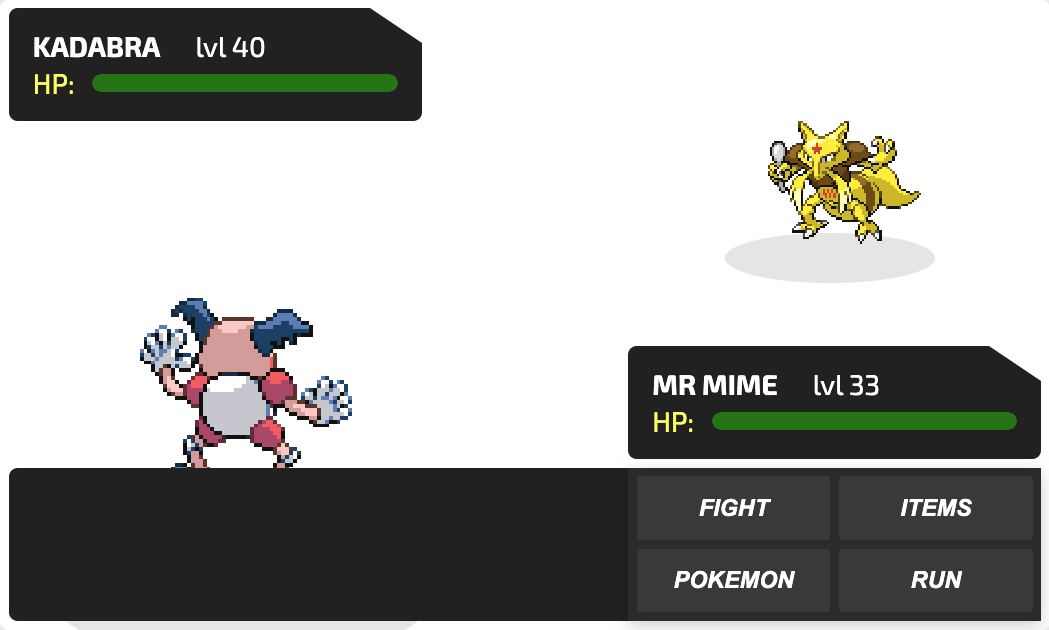 KADABRA lvl 40
HP:
MR MIME lvl 33
HP:
FIGHT ITEMS
POKEMON RUN